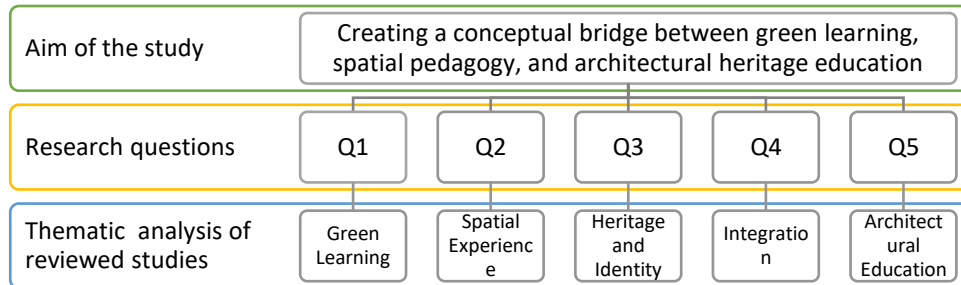 Aim of the study
Creating a conceptual bridge between green learning,
spatial pedagogy, and architectural heritage education
Research questions
Q1
Q2
Q3
Q4
Q5
Thematic analysis of
reviewed studies
Green
Learning
Spatial
Experienc
e
Heritage
and
Identity
Integratio
n
Architect
ural
Education